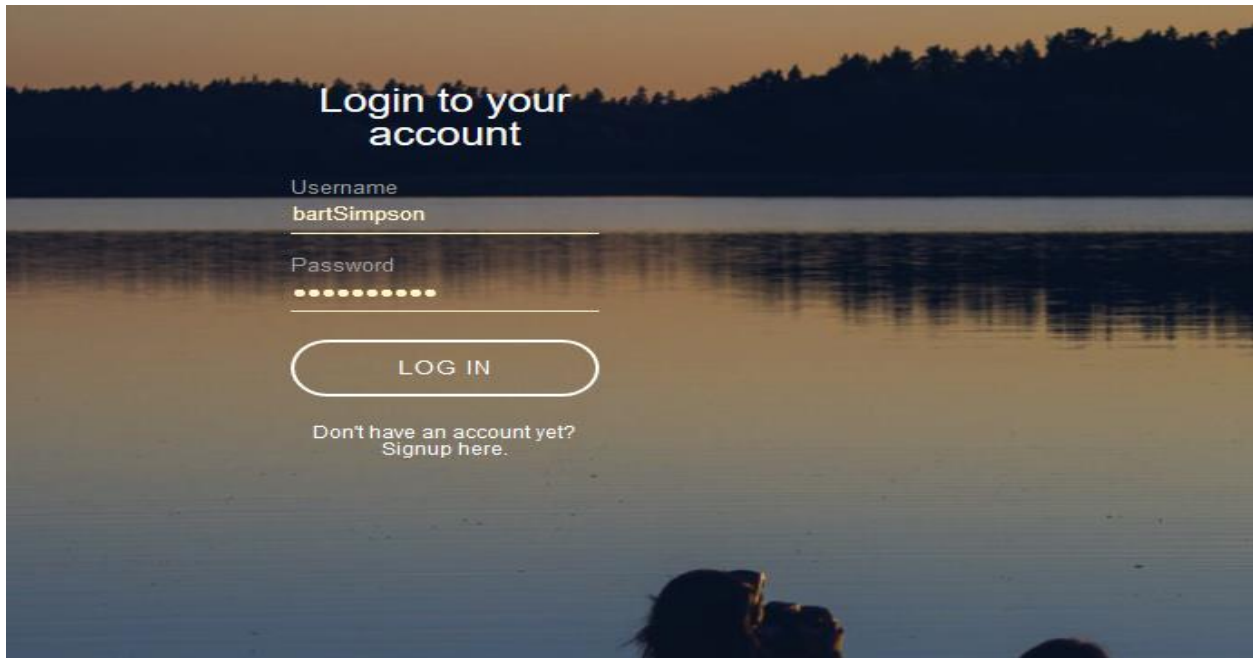 Login to your
account
Username
bartSimpson
Password
LOG IN
Don't have an account yet?
Signup here.